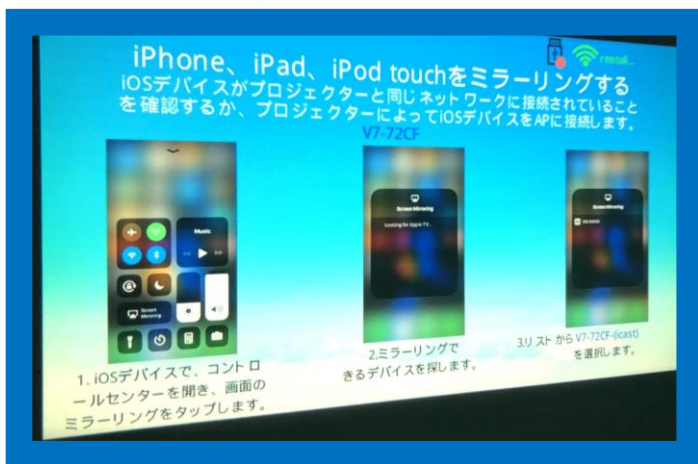 iPhone、iPad、iPod touchをミラーリングする
iOSデバイスがプロジェクターと同じネットワークに接続されていること
を確認するか、プロジェクターによってiOSデバイスをAPに接続します。
V7-72CF
Music
Screen
Mirroring
1. iOSデバイスで、コントロ
ールセンターを開き、画面の
ミラーリングをタップします。
Screen Mirroring
Looking for Apple TV...
2.ミラーリングで
きるデバイスを探します。
Screen Mirroring
3.リストから V7-72CF-(icast)
を選択します。